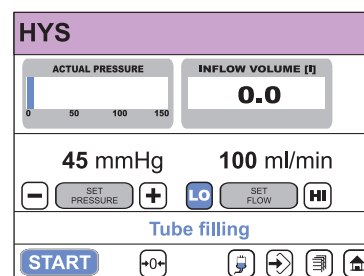 HYS
ACTUAL PRESSURE
0 50 100 150
INFLOW VOLUME [l]
0.0
45 mmHg
100 ml/min
− SET PRESSURE +
LO SET FLOW HI
Tube filling
START →0←